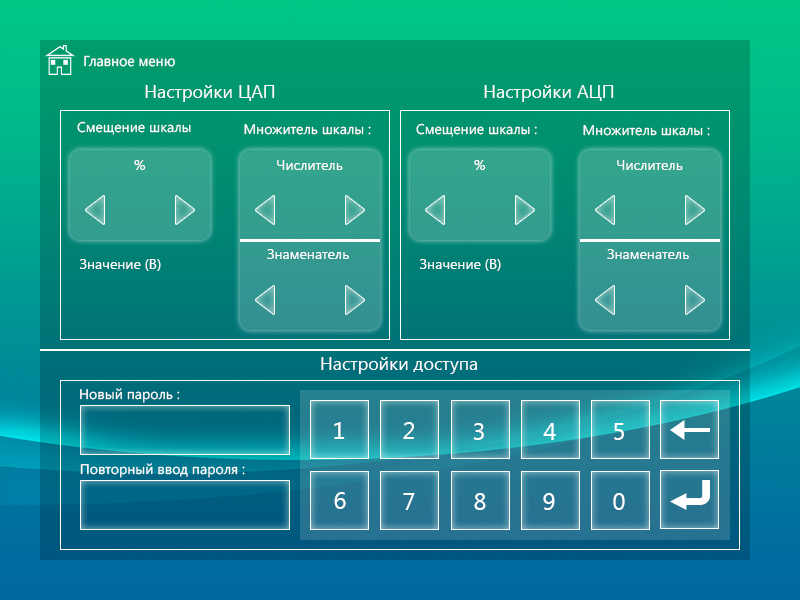 Главное меню
Настройки ЦАП
Смещение шкалы
Множитель шкалы :
%
Числитель
Знаменатель
Значение (В)
Настройки АЦП
Смещение шкалы :
Множитель шкалы :
%
Числитель
Знаменатель
Значение (В)
Настройки доступа
Новый пароль :
Повторный ввод пароля :
1 2 3 4 5
6 7 8 9 0